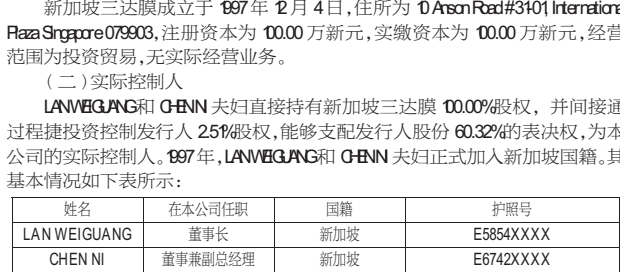 新加坡三达膜成立于 1997 年 12 月 4 日,住所为 10 Anson Road #31-01, International
Plaza Singapore 079903,注册资本为 100.00 万新元,实缴资本为 100.00 万新元,经营
范围为投资贸易,无实际经营业务。
(二)实际控制人
LAN WEIGUANG 和 CHEN NI 夫妇直接持有新加坡三达膜 100.00%股权, 并间接通
过程捷投资控制发行人 2.51%股权,能够支配发行人股份 60.32%的表决权,为本
公司的实际控制人。1997 年,LAN WEIGUANG 和 CHEN NI 夫妇正式加入新加坡国籍。其
基本情况如下表所示:
姓名 在本公司任职 国籍 护照号
LAN WEIGUANG 董事长 新加坡 E5854XXXX
CHEN NI 董事兼副总经理 新加坡 E6742XXXX